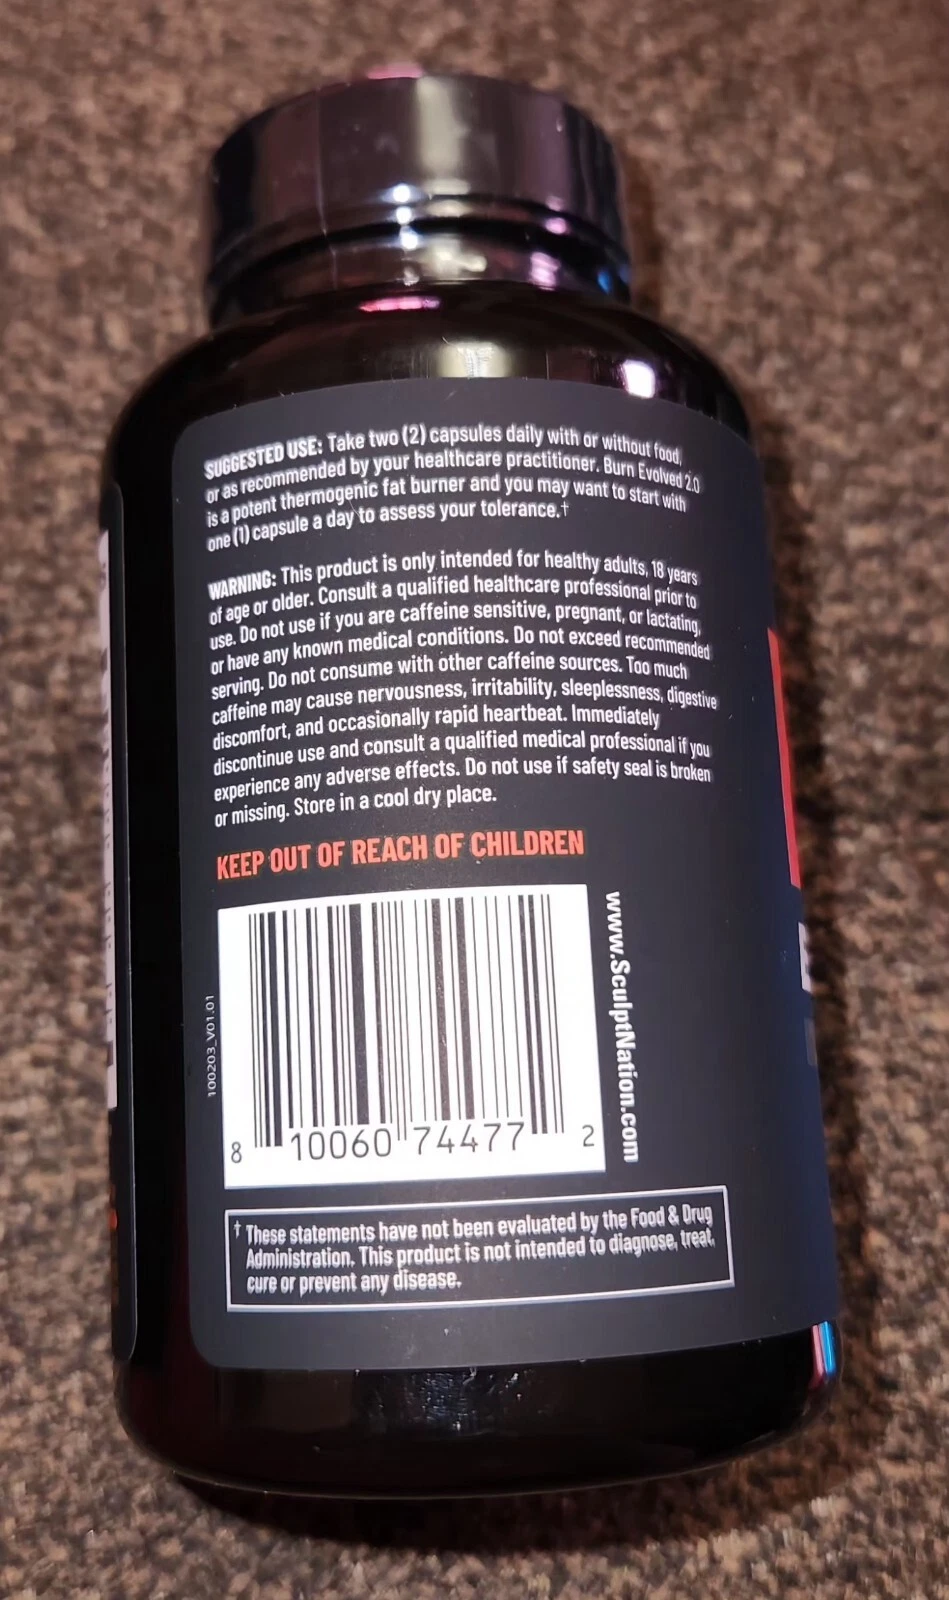 SUGGESTED USE: Take two (2) capsules daily with or without food,
or as recommended by your healthcare practitioner. Burn Evolved 2.0
is a potent thermogenic fat burner and you may want to start with
one (1) capsule a day to assess your tolerance.†
WARNING: This product is only intended for healthy adults, 18 years
of age or older. Consult a qualified healthcare professional prior to
use. Do not use if you are caffeine sensitive, pregnant, or lactating,
or have any known medical conditions. Do not exceed recommended
serving. Do not consume with other caffeine sources. Too much
caffeine may cause nervousness, irritability, sleeplessness, digestive
discomfort, and occasionally rapid heartbeat. Immediately
discontinue use and consult a qualified medical professional if you
experience any adverse effects. Do not use if safety seal is broken
or missing. Store in a cool dry place.
KEEP OUT OF REACH OF CHILDREN
100203_V01.01
8 10060 74477 2
www.SculptNation.com
† These statements have not been evaluated by the Food & Drug
Administration. This product is not intended to diagnose, treat,
cure or prevent any disease.